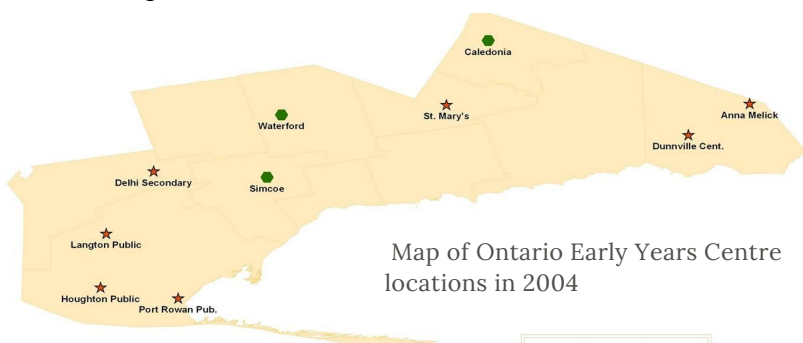 Caledonia
St. Mary's
Anna Melick
Waterford
Dunnville Cent.
Delhi Secondary
Simcoe
Langton Public
Map of Ontario Early Years Centre
locations in 2004
Houghton Public
Port Rowan Pub.